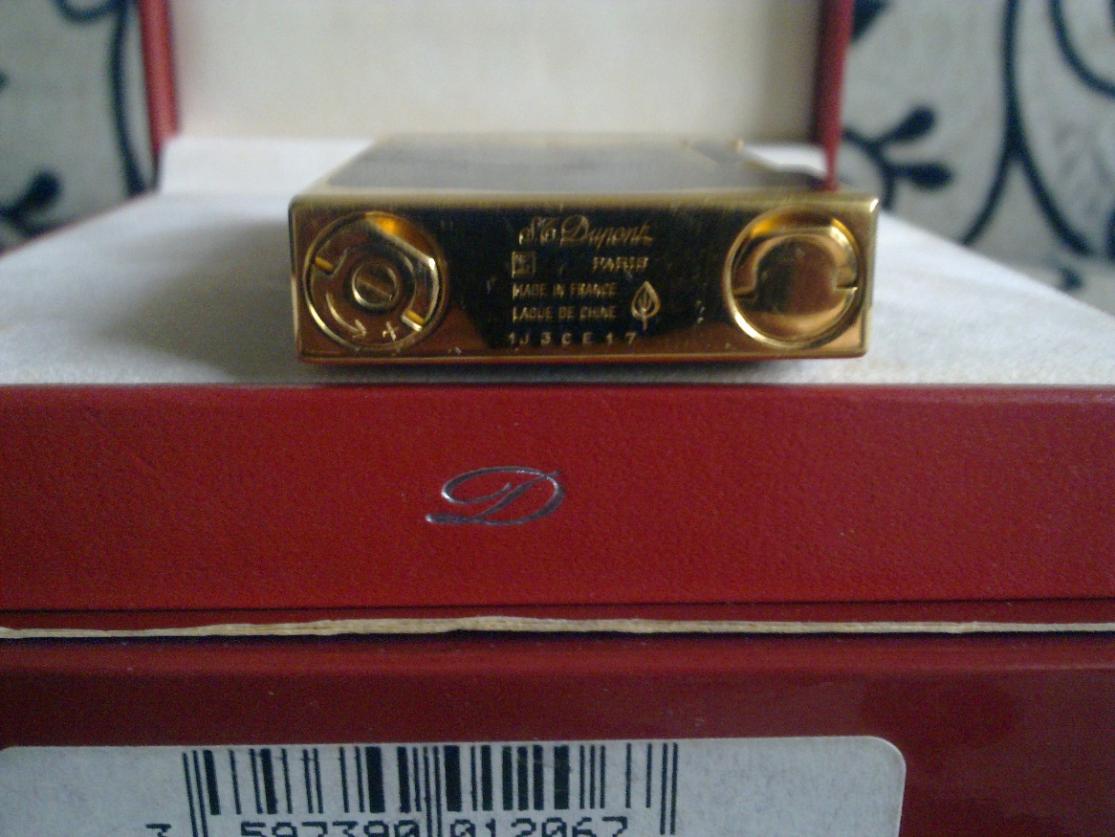 S.T. Dupont
PARIS
MADE IN FRANCE
LAQUE DE CHINE
1J3CE17
+
D
3 597390 012067